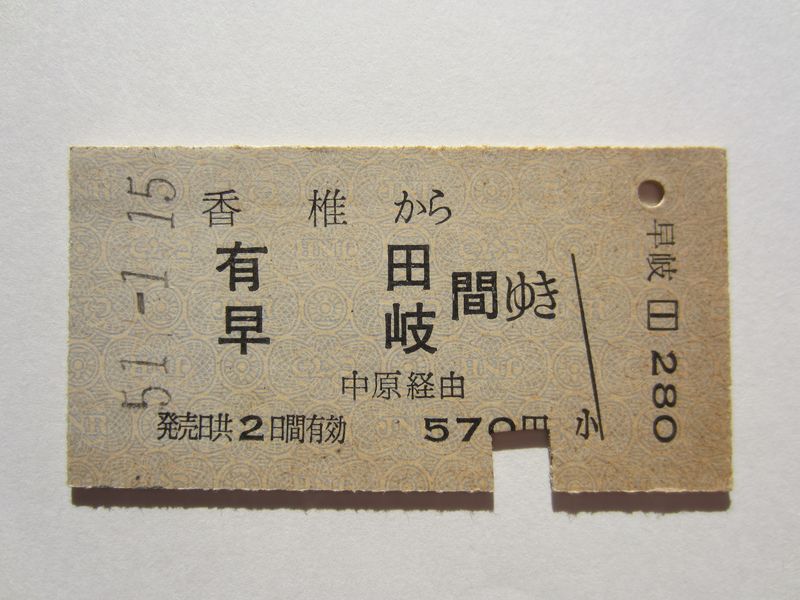 51.-1.15
香椎から
有田
早岐
間ゆき
中原経由
発売日共2日間有効 570円
小
早岐 □ 280